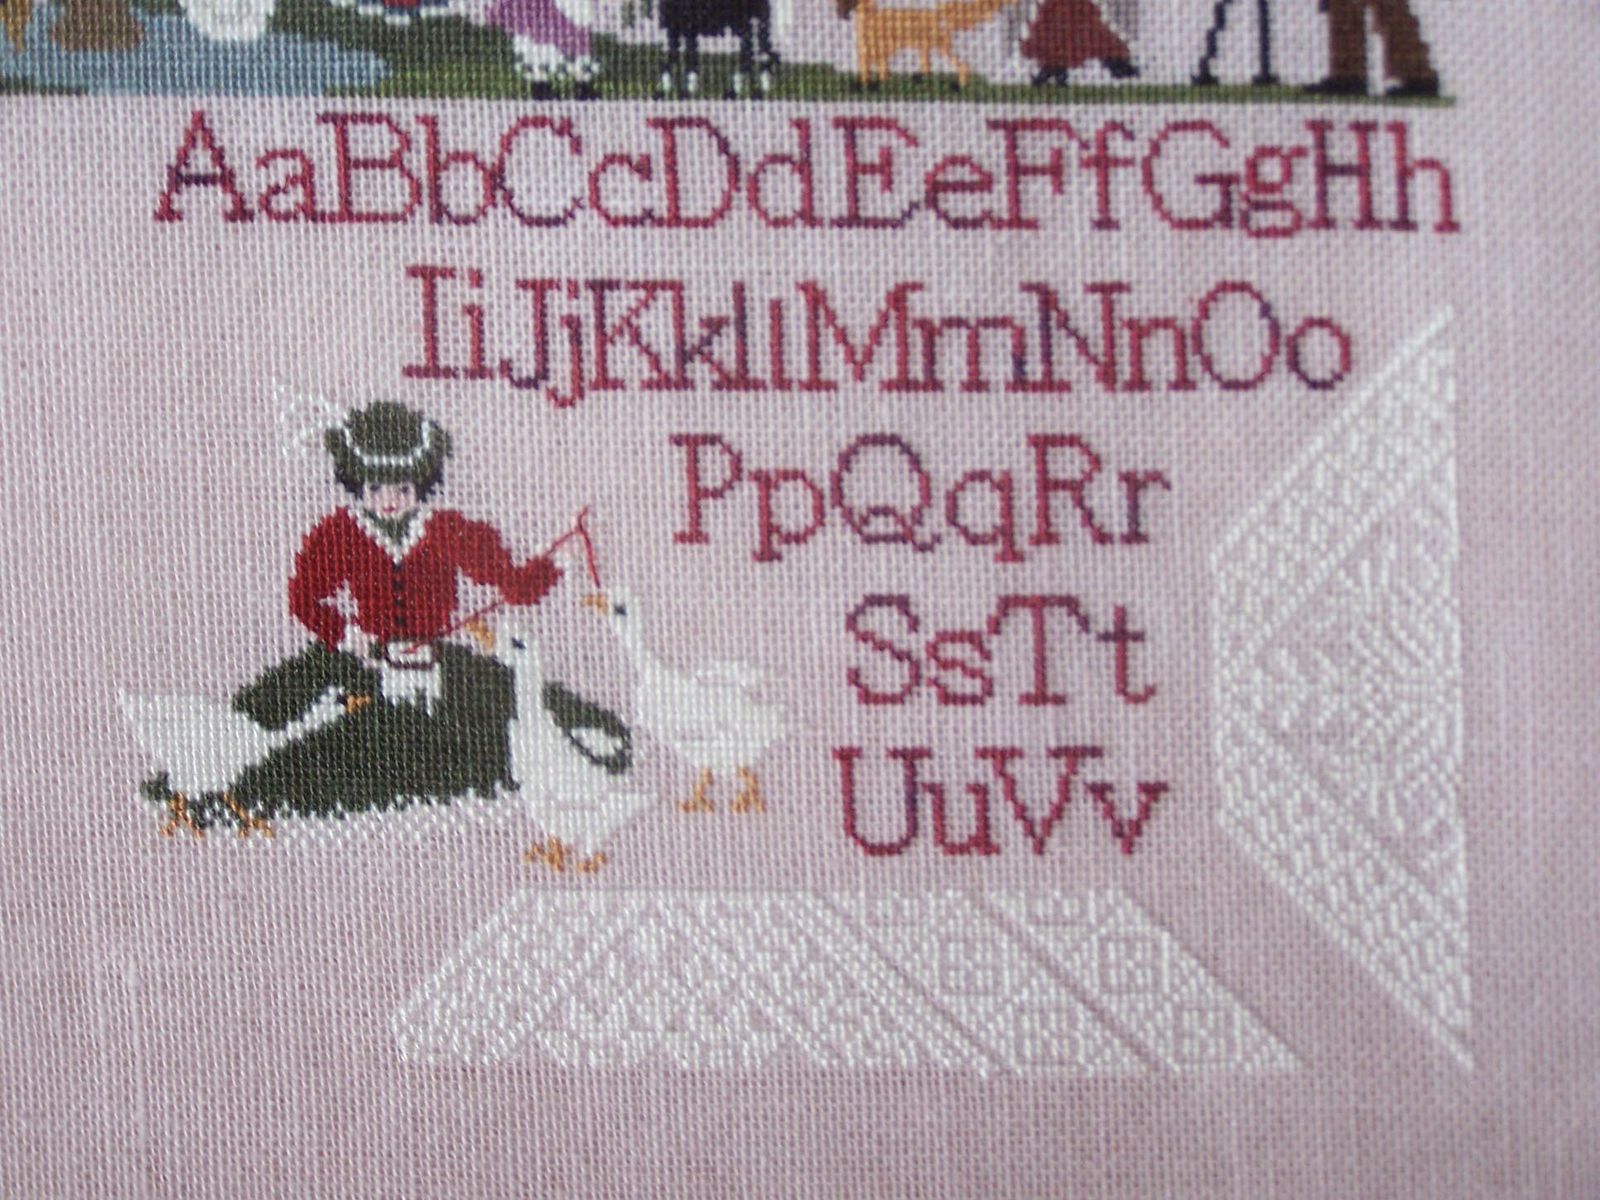 AaBbCcDdEeFfGgHh
IiJjKkLlMmNnOo
PpQqRr
SsTt
UuVv